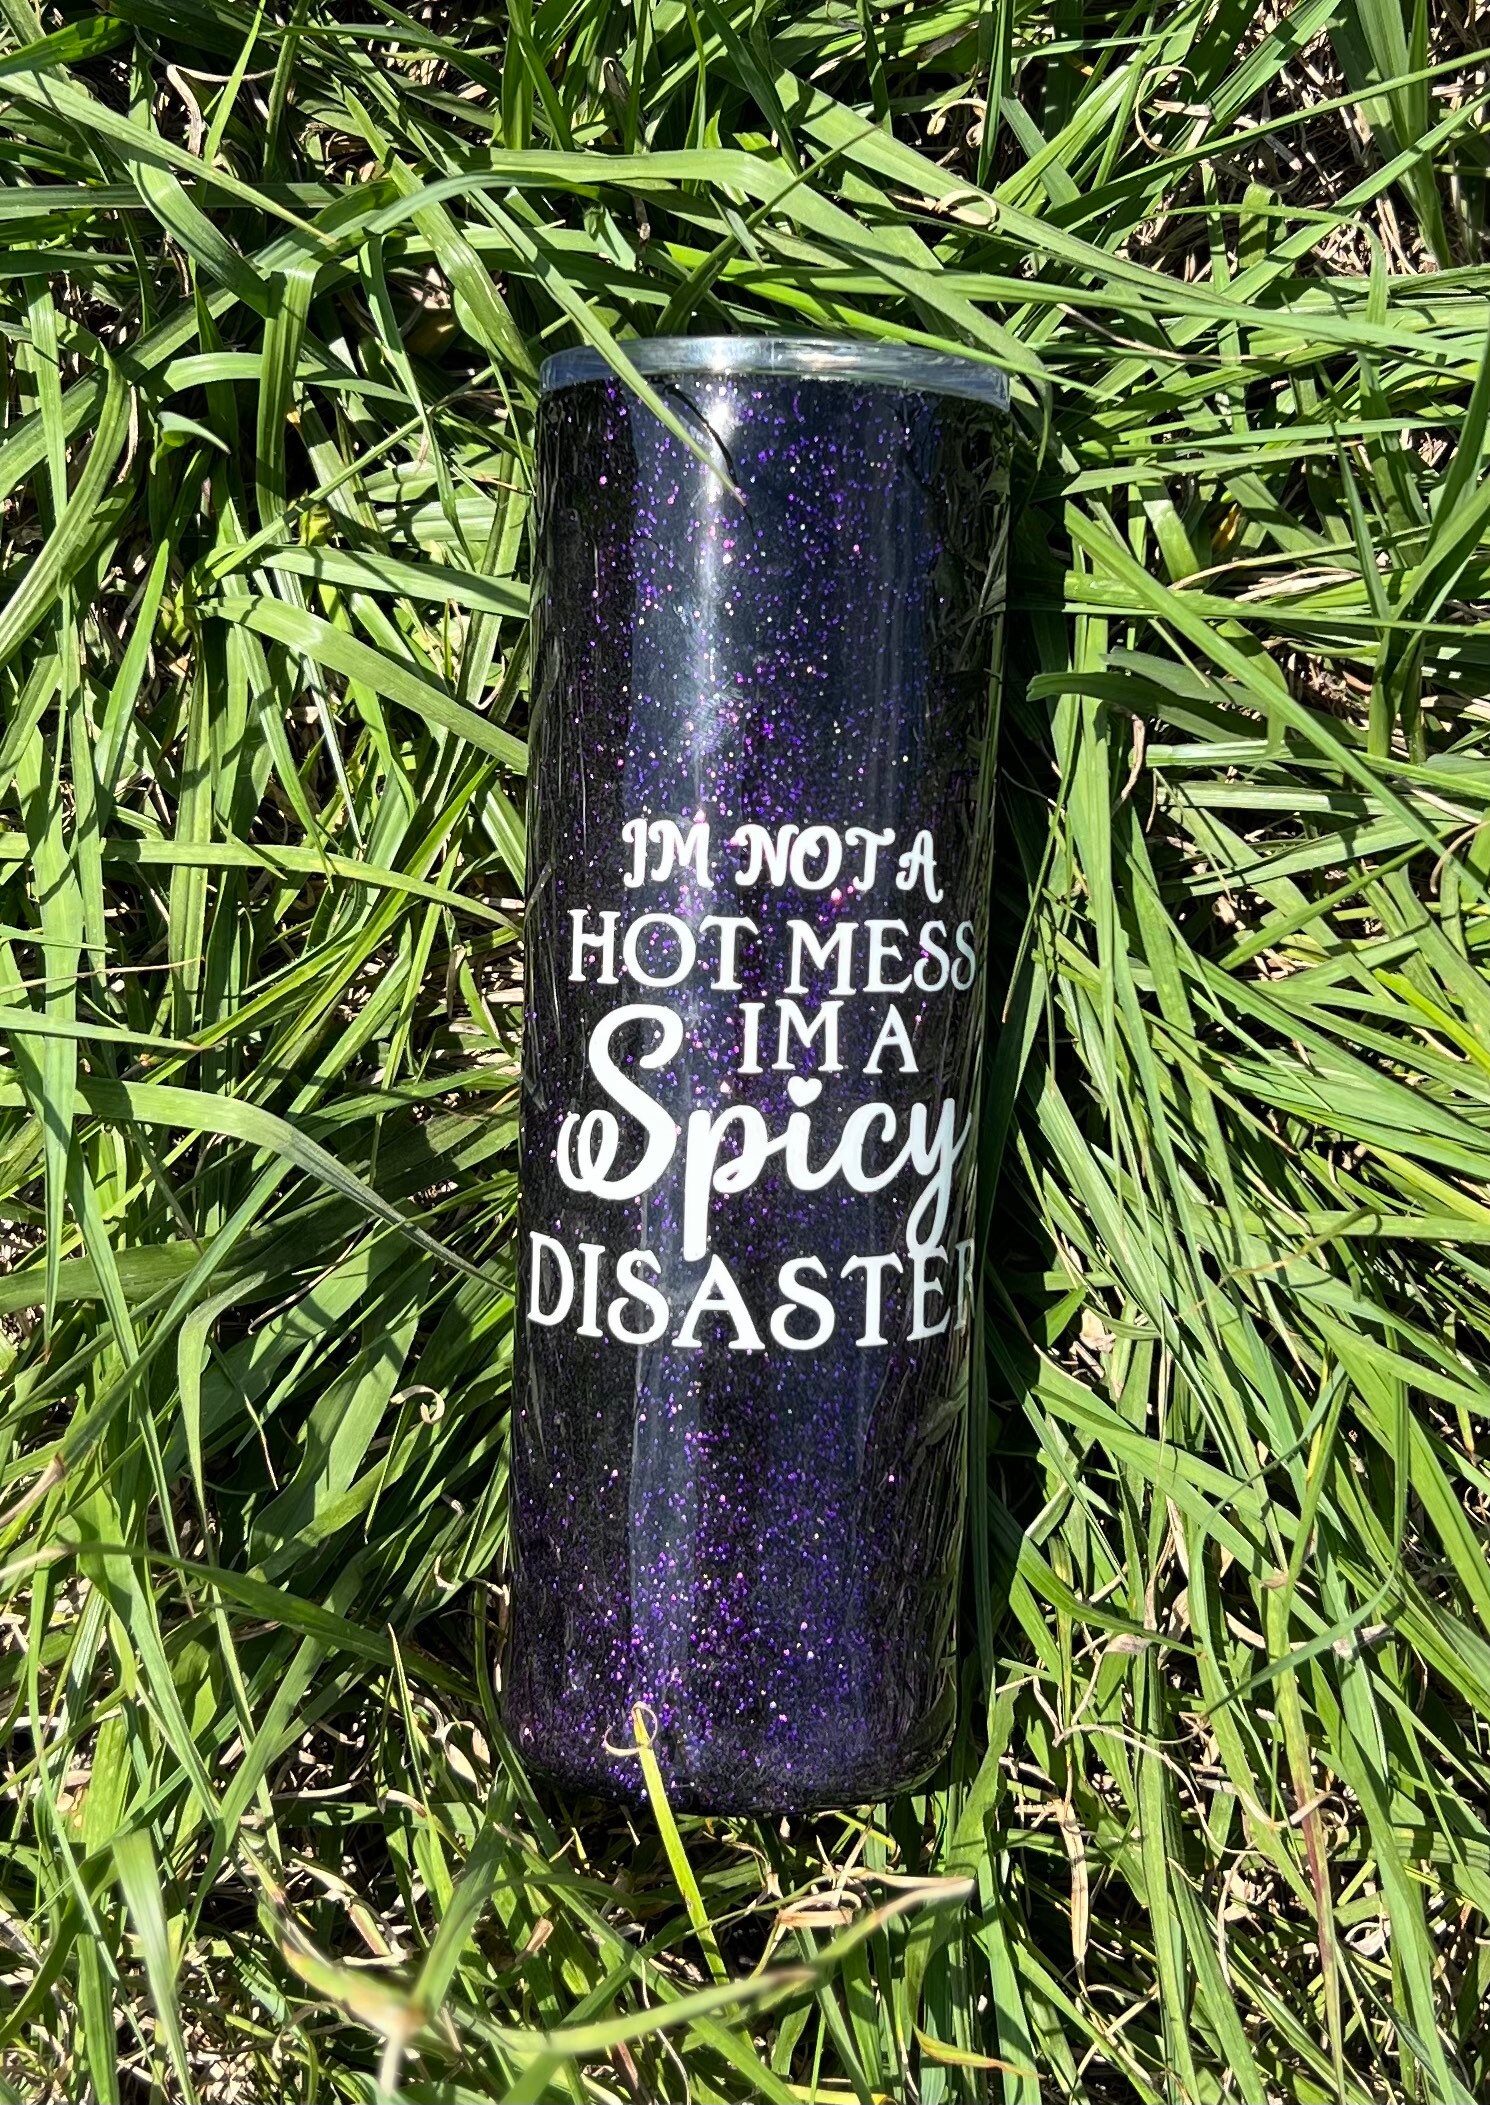 IM NOT A
HOT MESS
IM A
Spicy
DISASTER